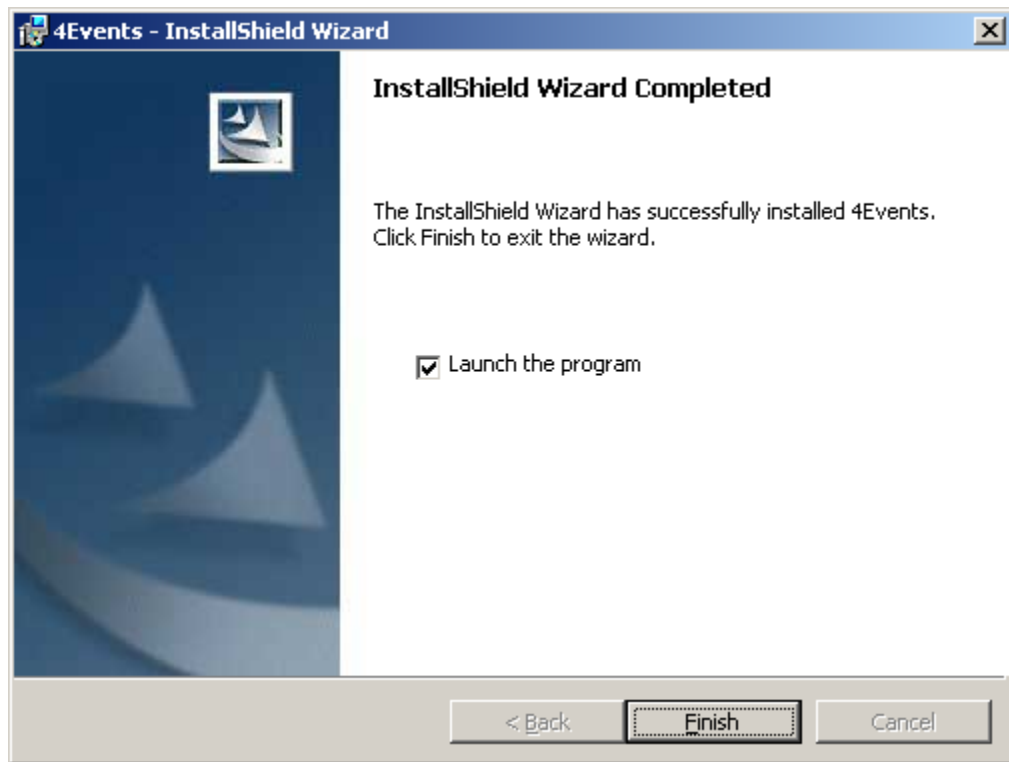 4Events - InstallShield Wizard
InstallShield Wizard Completed
The InstallShield Wizard has successfully installed 4Events.
Click Finish to exit the wizard.
Launch the program
< Back Finish Cancel